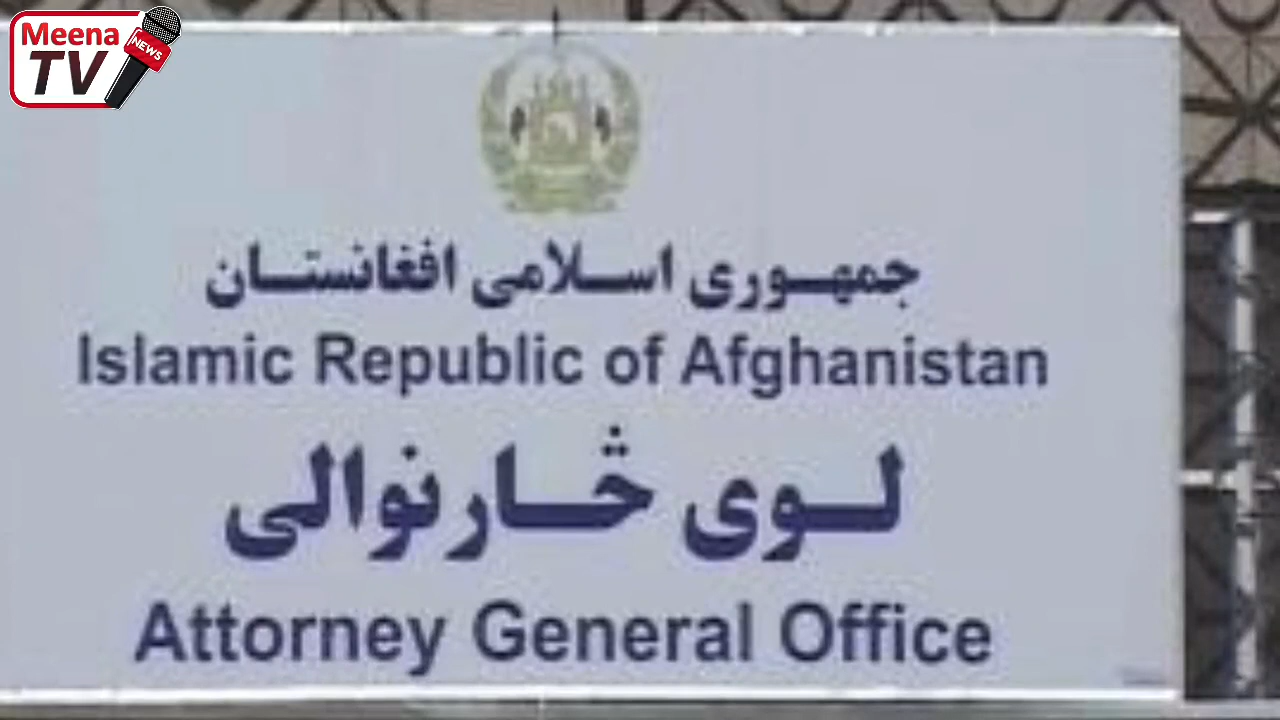 Meena
TV
NEWS
جمهوری اسلامی افغانستان
Islamic Republic of Afghanistan
لوی څارنوالی
Attorney General Office